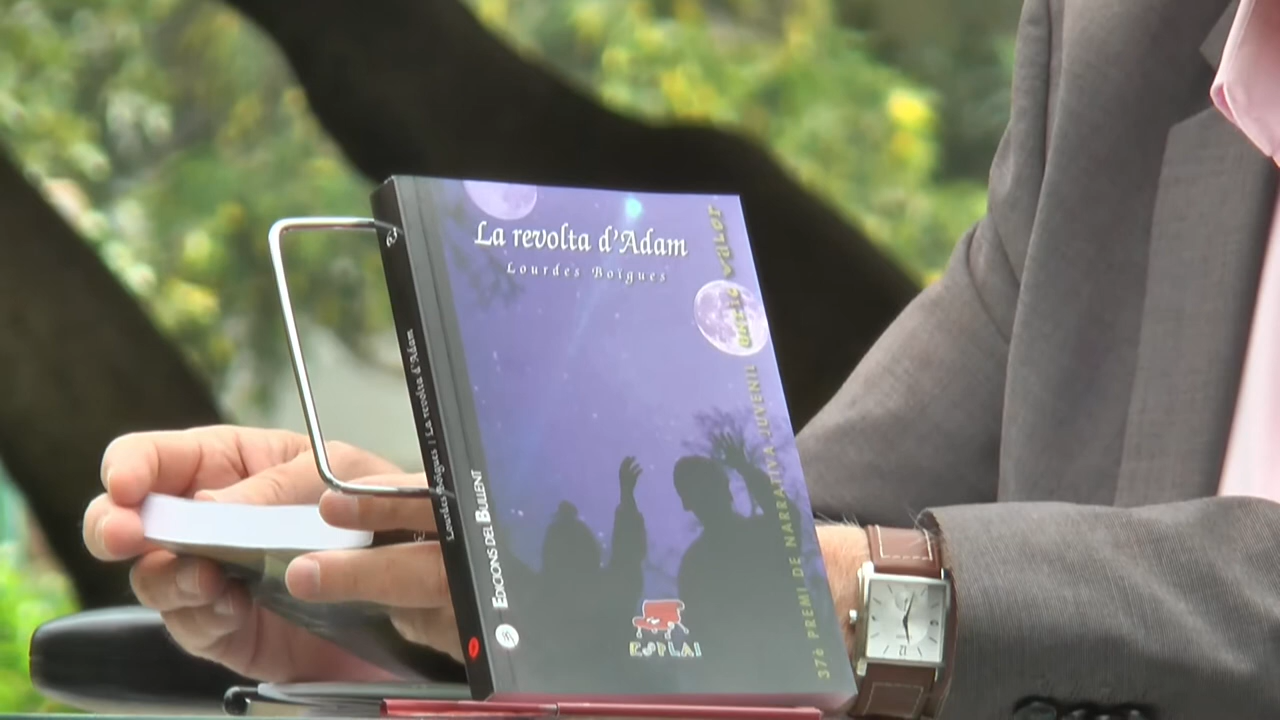 La revolta d'Adam
Lourdes Boïgues
37è PREMI DE NARRATIVA JUVENIL ENRIC VALOR
EDICIONS DEL BULLENT
Lourdes Boïgues | La revolta d'Adam
ESPLAI